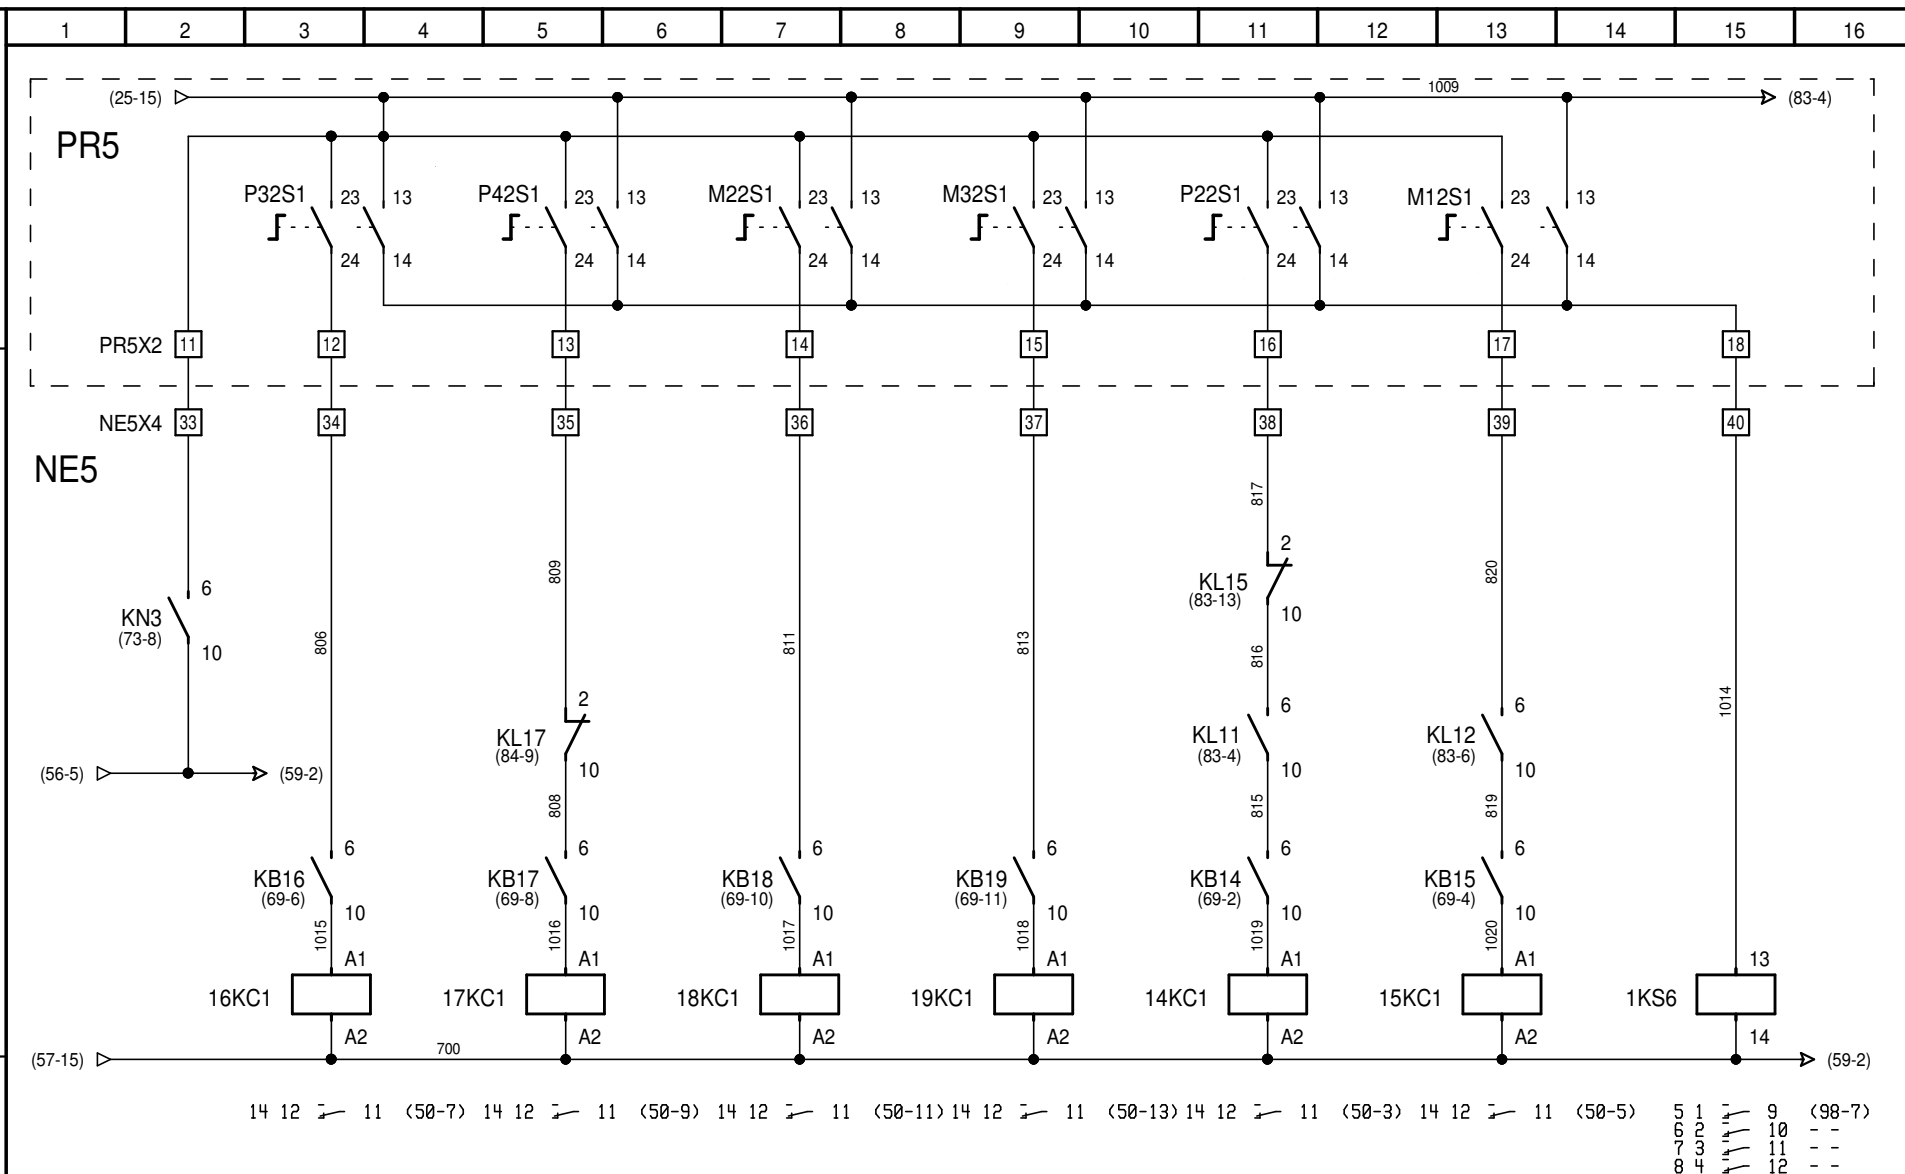 1 2 3 4 5 6 7 8 9 10 11 12 13 14 15 16
(25-15) 1009 (83-4)
PR5
P32S1 23 13 P42S1 23 13 M22S1 23 13 M32S1 23 13 P22S1 23 13 M12S1 23 13
24 14 24 14 24 14 24 14 24 14 24 14
PR5X2 11 12 13 14 15 16 17 18
NE5X4 33 34 35 36 37 38 39 40
NE5
817
2
KL15
(83-13)
10
809 820
6
KN3
(73-8)
10
806 811 813 816
1014
2
KL17
(84-9)
10
6 6
KL11 KL12
(83-4) (83-6)
10 10
(56-5) (59-2)
808 815 819
6 6 6 6 6 6
KB16 KB17 KB18 KB19 KB14 KB15
(69-6) (69-8) (69-10) (69-11) (69-2) (69-4)
10 10 10 10 10 10
1015 1016 1017 1018 1019 1020
A1 A1 A1 A1 A1 A1 13
16KC1 17KC1 18KC1 19KC1 14KC1 15KC1 1KS6
A2 A2 A2 A2 A2 A2 14
(57-15) 700 (59-2)
14 12 11 (50-7) 14 12 11 (50-9) 14 12 11 (50-11) 14 12 11 (50-13) 14 12 11 (50-3) 14 12 11 (50-5) 5 1 9 (98-7)
6 2 10 - -
7 3 11 - -
8 4 12 - -